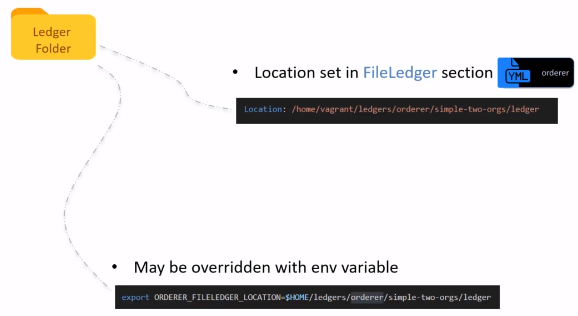 Ledger
Folder
• Location set in FileLedger section
YML
orderer
Location: /home/vagrant/ledgers/orderer/simple-two-orgs/ledger
• May be overridden with env variable
export ORDERER_FILELEDGER_LOCATION=$HOME/ledgers/orderer/simple-two-orgs/ledger